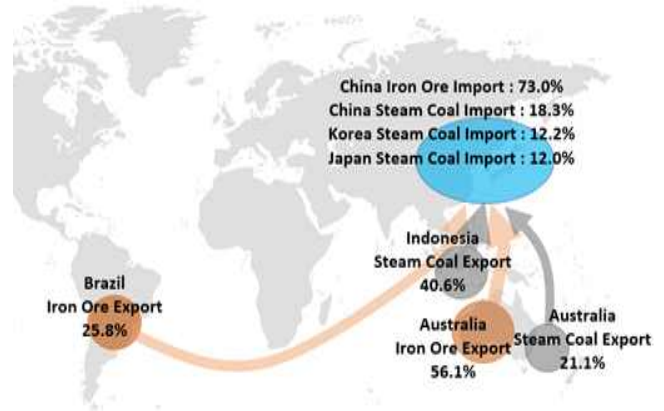 China Iron Ore Import : 73.0%
China Steam Coal Import : 18.3%
Korea Steam Coal Import : 12.2%
Japan Steam Coal Import : 12.0%
Indonesia
Steam Coal Export
40.6%
Brazil
Iron Ore Export
25.8%
Australia
Iron Ore Export
56.1%
Australia
Steam Coal Export
21.1%